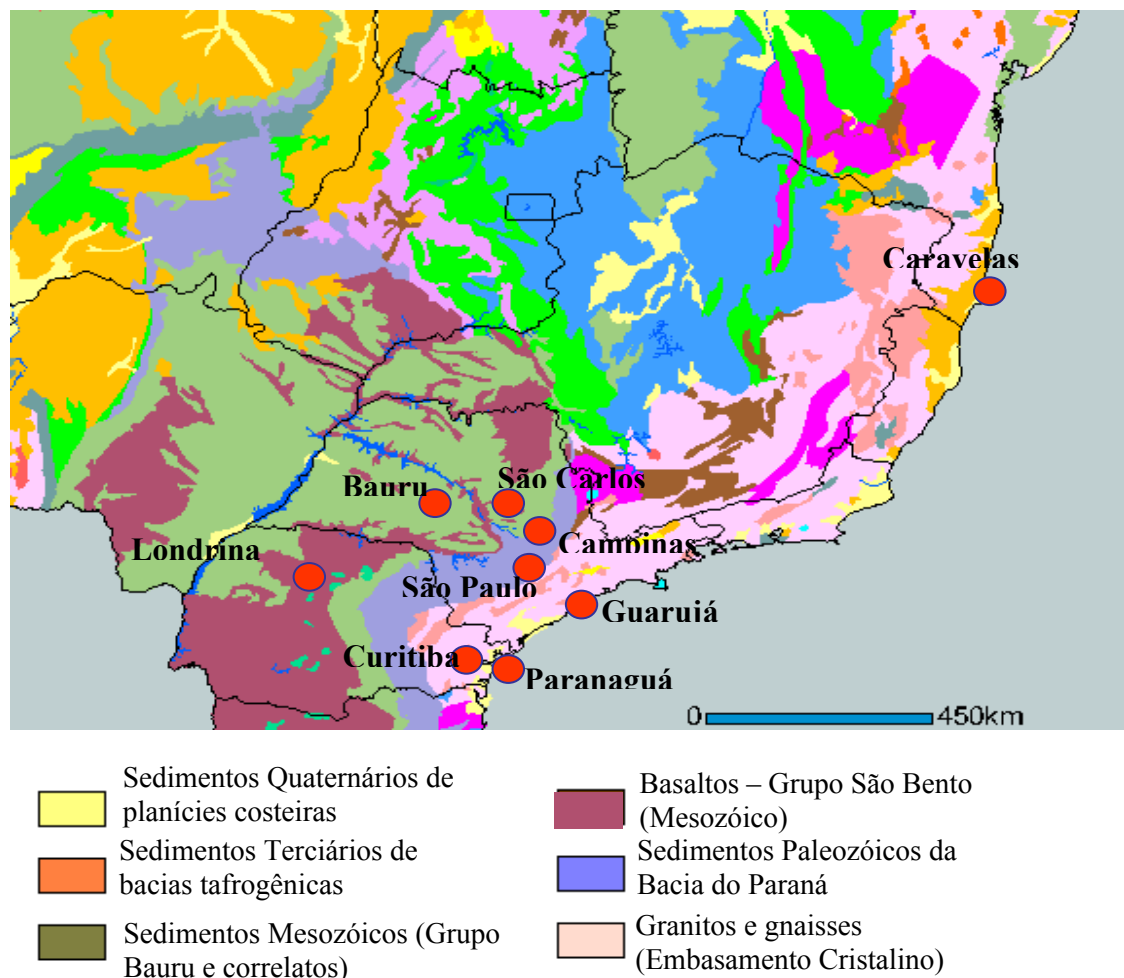 Caravelas
São Carlos
Bauru
Campinas
Londrina
São Paulo
Guaruiá
Curitiba
Paranaguá
0 450km
Sedimentos Quaternários de
planícies costeiras
Sedimentos Terciários de
bacias tafrogênicas
Sedimentos Mesozóicos (Grupo
Bauru e correlatos)
Basaltos – Grupo São Bento
(Mesozóico)
Sedimentos Paleozóicos da
Bacia do Paraná
Granitos e gnaisses
(Embasamento Cristalino)